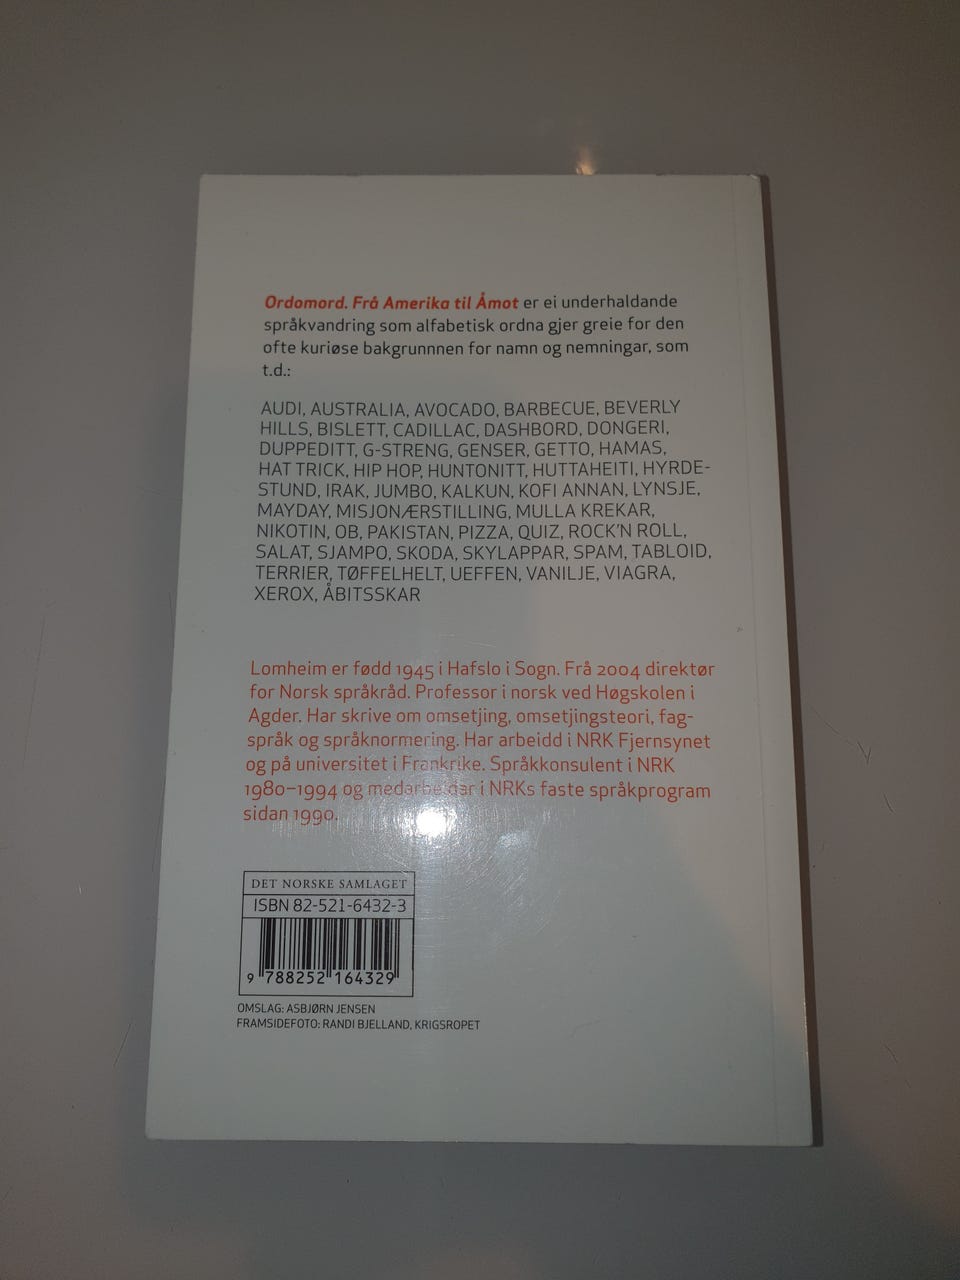 Ordomord. Frå Amerika til Åmot er ei underhaldande
språkvandring som alfabetisk ordna gjer greie for den
ofte kuriøse bakgrunnnen for namn og nemningar, som
t.d.:
AUDI, AUSTRALIA, AVOCADO, BARBECUE, BEVERLY
HILLS, BISLETT, CADILLAC, DASHBORD, DONGERI,
DUPPEDITT, G-STRENG, GENSER, GETTO, HAMAS,
HAT TRICK, HIP HOP, HUNTONITT, HUTTAHEITI, HYRDE-
STUND, IRAK, JUMBO, KALKUN, KOFI ANNAN, LYNSJE,
MAYDAY, MISJONÆRSTILLING, MULLA KREKAR,
NIKOTIN, OB, PAKISTAN, PIZZA, QUIZ, ROCK'N ROLL,
SALAT, SJAMPO, SKODA, SKYLAPPAR, SPAM, TABLOID,
TERRIER, TØFFELHELT, UEFFEN, VANILJE, VIAGRA,
XEROX, ÅBITSSKAR
Lomheim er fødd 1945 i Hafslo i Sogn. Frå 2004 direktør
for Norsk språkråd. Professor i norsk ved Høgskolen i
Agder. Har skrive om omsetjing, omsetjingsteori, fag-
språk og språknormering. Har arbeidd i NRK Fjernsynet
og på universitet i Frankrike. Språkkonsulent i NRK
1980–1994 og medarbeidar i NRKs faste språkprogram
sidan 1990.
DET NORSKE SAMLAGET
ISBN 82-521-6432-3
9 788252 164329
OMSLAG: ASBJØRN JENSEN
FRAMSIDEFOTO: RANDI BJELLAND, KRIGSROPET